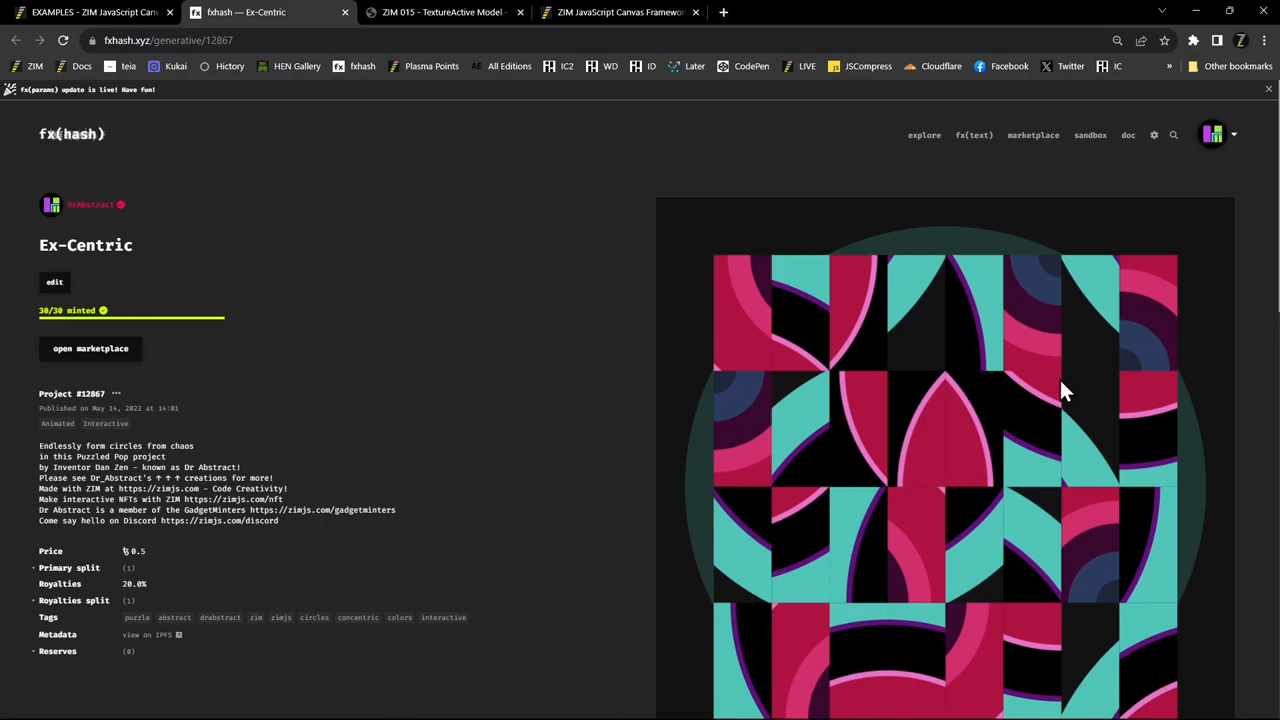 EXAMPLES - ZIM JavaScript Canv
fxhash — Ex-Centric
ZIM 015 - TextureActive Model -
ZIM JavaScript Canvas Framework
fxhash.xyz/generative/12867
ZIM
Docs
teia
Kukai
Hictory
HEN Gallery
fxhash
Plasma Points
All Editions
IC2
WD
ID
Later
CodePen
LIVE
JSCompress
Cloudflare
Facebook
Twitter
IC
»
Other bookmarks
fx(params) update is live! Have fun!
fx(hash)
explore
fx(text)
marketplace
sandbox
doc
DrAbstract
Ex-Centric
edit
30/30 minted
open marketplace
Project #12867 ···
Published on May 14, 2022 at 14:01
Animated Interactive
Endlessly form circles from chaos
in this Puzzled Pop project
by Inventor Dan Zen - known as Dr Abstract!
Please see Dr_Abstract's ↑ ↑ ↑ creations for more!
Made with ZIM at https://zimjs.com - Code Creativity!
Make interactive NFTs with ZIM https://zimjs.com/nft
Dr Abstract is a member of the GadgetMinters https://zimjs.com/gadgetminters
Come say hello on Discord https://zimjs.com/discord
Price ꜩ0.5
Primary split (1)
Royalties 20.0%
Royalties split (1)
Tags puzzle abstract drabstract zim zimjs circles concentric colors interactive
Metadata view on IPFS
Reserves (0)